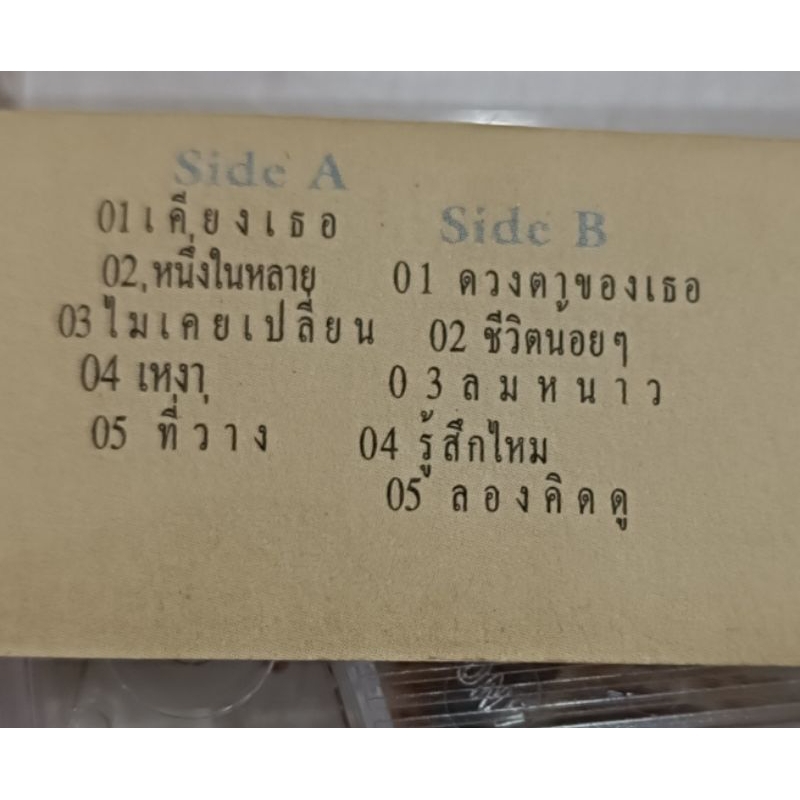 Side A
01 เคียงเธอ
02 หนึ่งในหลาย
03 ไม่เคยเปลี่ยน
04 เหงา
05 ที่ว่าง
Side B
01 ดวงตาของเธอ
02 ชีวิตน้อยๆ
03 ลมหนาว
04 รู้สึกไหม
05 ลองคิดดู